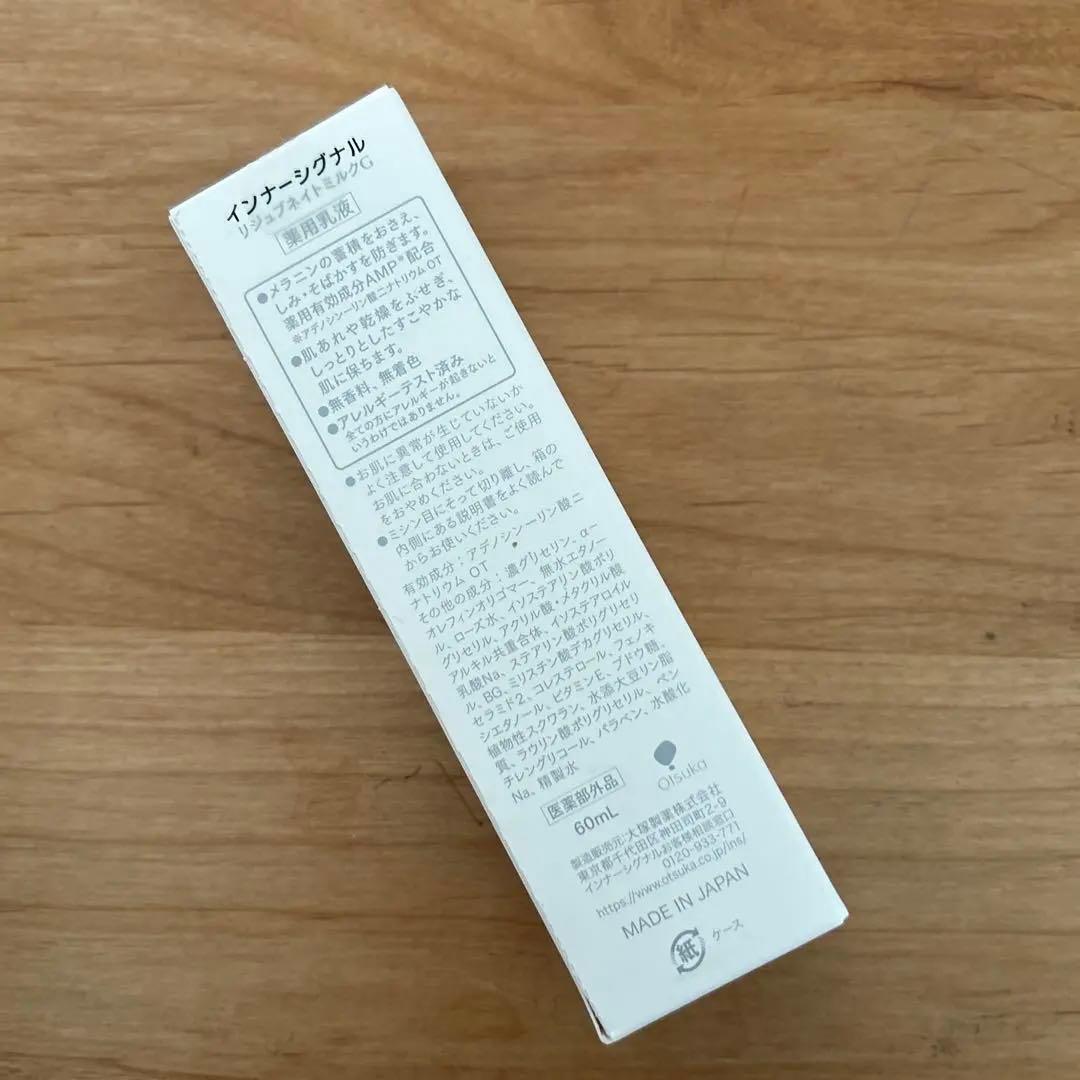 インナーシグナル
リジュブネイトミルクG
薬用乳液
●メラニンの蓄積をおさえ、
しみ・そばかすを防ぎます。
薬用有効成分AMP※配合
※アデノシン一リン酸二ナトリウム OT
●肌あれや乾燥をふせぎ、
しっとりとしたすこやかな
肌に保ちます。
●無香料、無着色
●アレルギーテスト済み
全ての方にアレルギーが起きないと
いうわけではありません。
●お肌に異常が生じていないか
よく注意して使用してください。
お肌に合わないときは、ご使用
をおやめください。
●ミシン目にそって切り離し、箱の
内側にある説明書をよく読んで
からお使いください。
有効成分：アデノシン一リン酸二
ナトリウム OT
その他の成分：濃グリセリン、α-
オレフィンオリゴマー、無水エタノー
ル、ローズ水、イソステアリン酸ポリ
グリセリル、アクリル酸・メタクリル酸
アルキル共重合体、イソステアロイル
乳酸Na、ステアリン酸ポリグリセリ
ル、BG、ミリスチン酸デカグリセリル、
セラミド2、コレステロール、フェノキ
シエタノール、ビタミンE、ブドウ糖、
植物性スクワラン、水添大豆リン脂
質、ラウリン酸ポリグリセリル、ペン
チレングリコール、パラベン、水酸化
Na、精製水
Otsuka
医薬部外品
60mL
製造販売元:大塚製薬株式会社
東京都千代田区神田司町2-9
インナーシグナルお客様相談窓口
0120-933-771
https://www.otsuka.co.jp/ins/
MADE IN JAPAN
紙 ケース